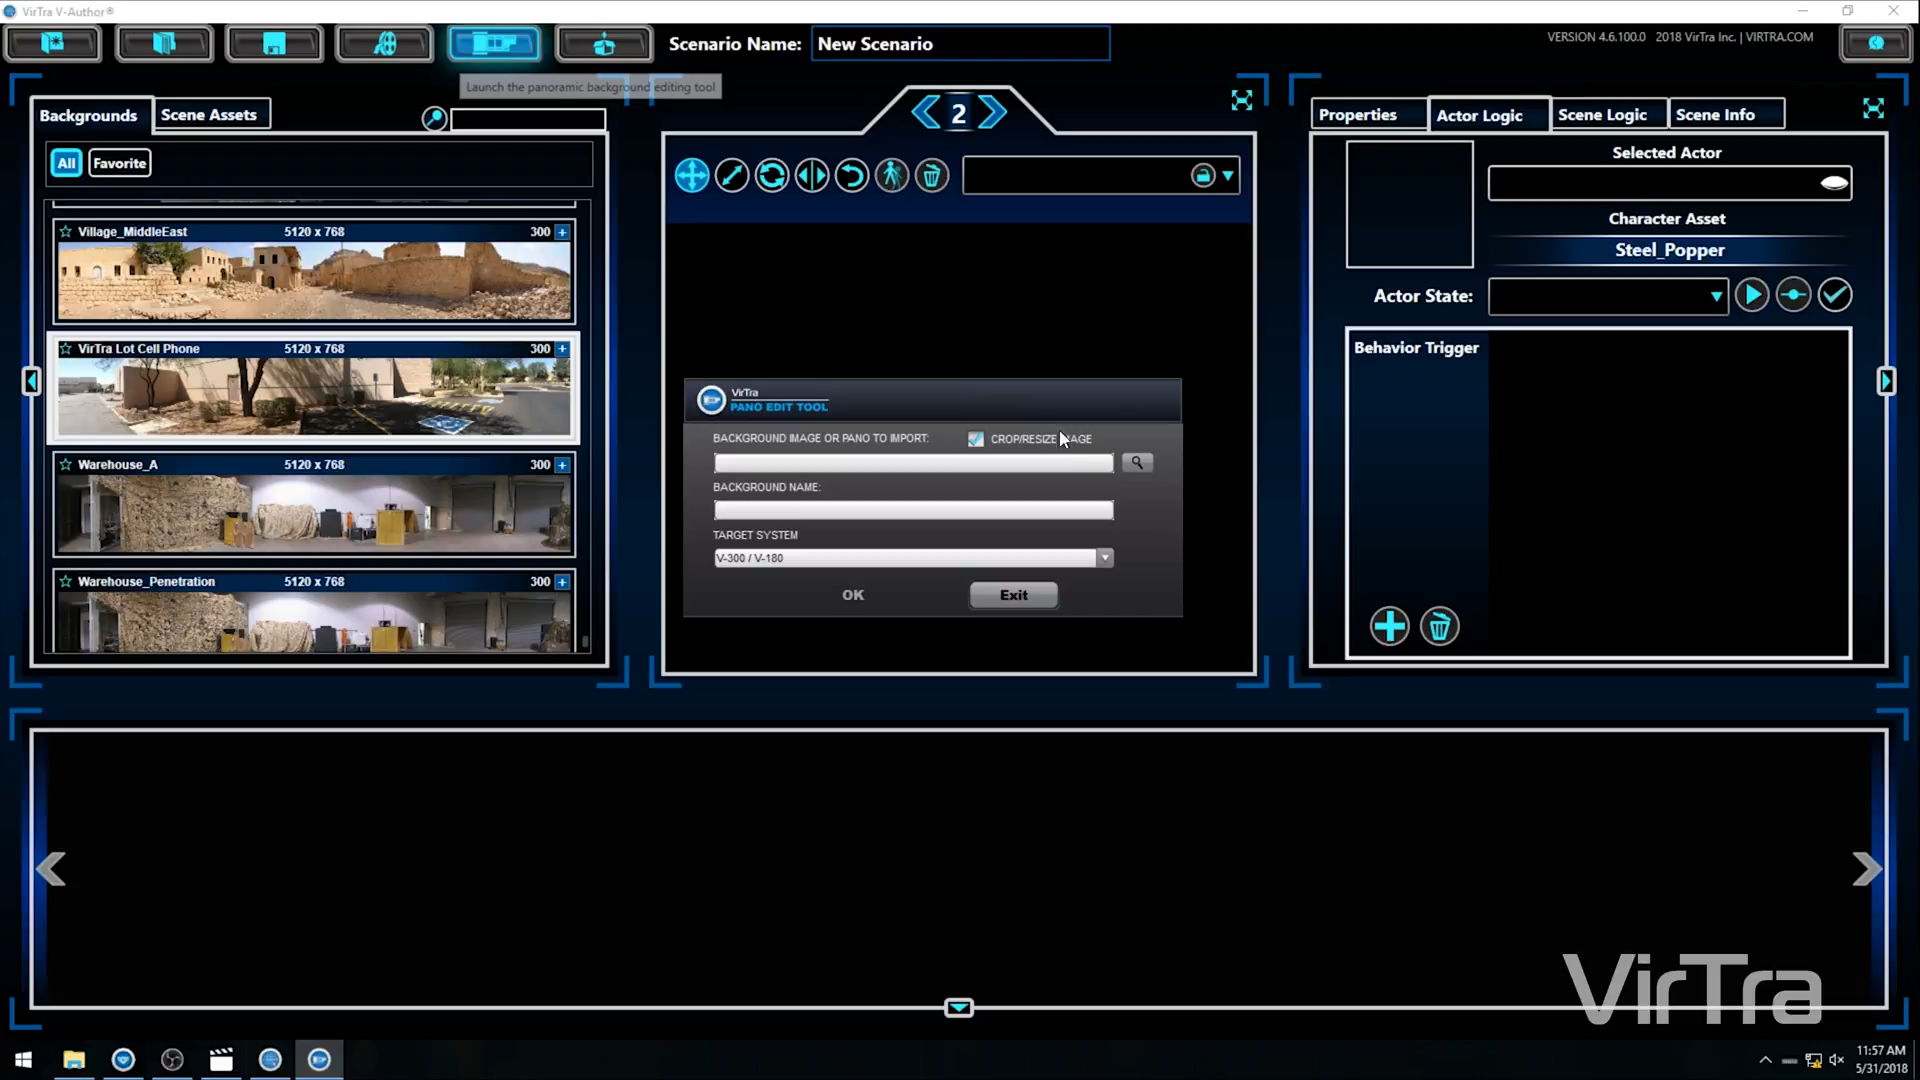 VirTra V-Author®
Scenario Name:
New Scenario
VERSION 4.6.100.0 2018 VirTra Inc. | VIRTRA.COM
Launch the panoramic background editing tool
Backgrounds
Scene Assets
All
Favorite
Village_MiddleEast 5120 x 768 300
VirTra Lot Cell Phone 5120 x 768 300
Warehouse_A 5120 x 768 300
Warehouse_Penetration 5120 x 768 300
2
VirTra
PANO EDIT TOOL
BACKGROUND IMAGE OR PANO TO IMPORT:
BACKGROUND NAME:
TARGET SYSTEM
V-300 / V-180
OK
Exit
Properties
Actor Logic
Scene Logic
Scene Info
Selected Actor
Character Asset
Steel_Popper
Actor State:
Behavior Trigger
VirTra
11:57 AM
5/31/2018